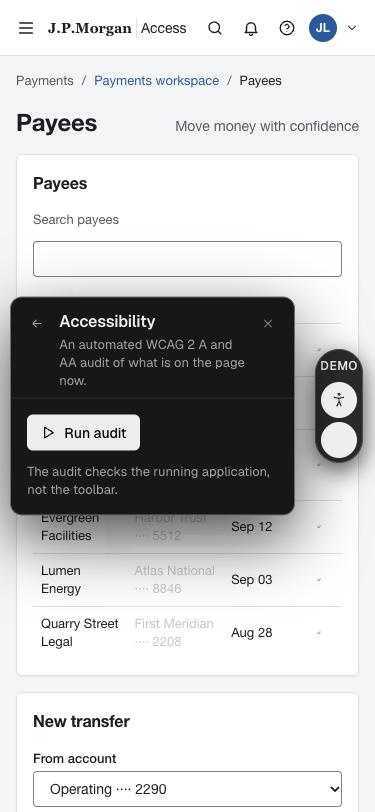 J.P.Morgan Access
JL
Payments / Payments workspace / Payees
Payees
Move money with confidence
Payees
Search payees
Accessibility
An automated WCAG 2 A and
AA audit of what is on the page
now.
Run audit
The audit checks the running application,
not the toolbar.
DEMO
Evergreen
Facilities
Harbor Trust
···· 5512
Sep 12
Lumen
Energy
Atlas National
···· 8846
Sep 03
Quarry Street
Legal
First Meridian
···· 2208
Aug 28
New transfer
From account
Operating ···· 2290